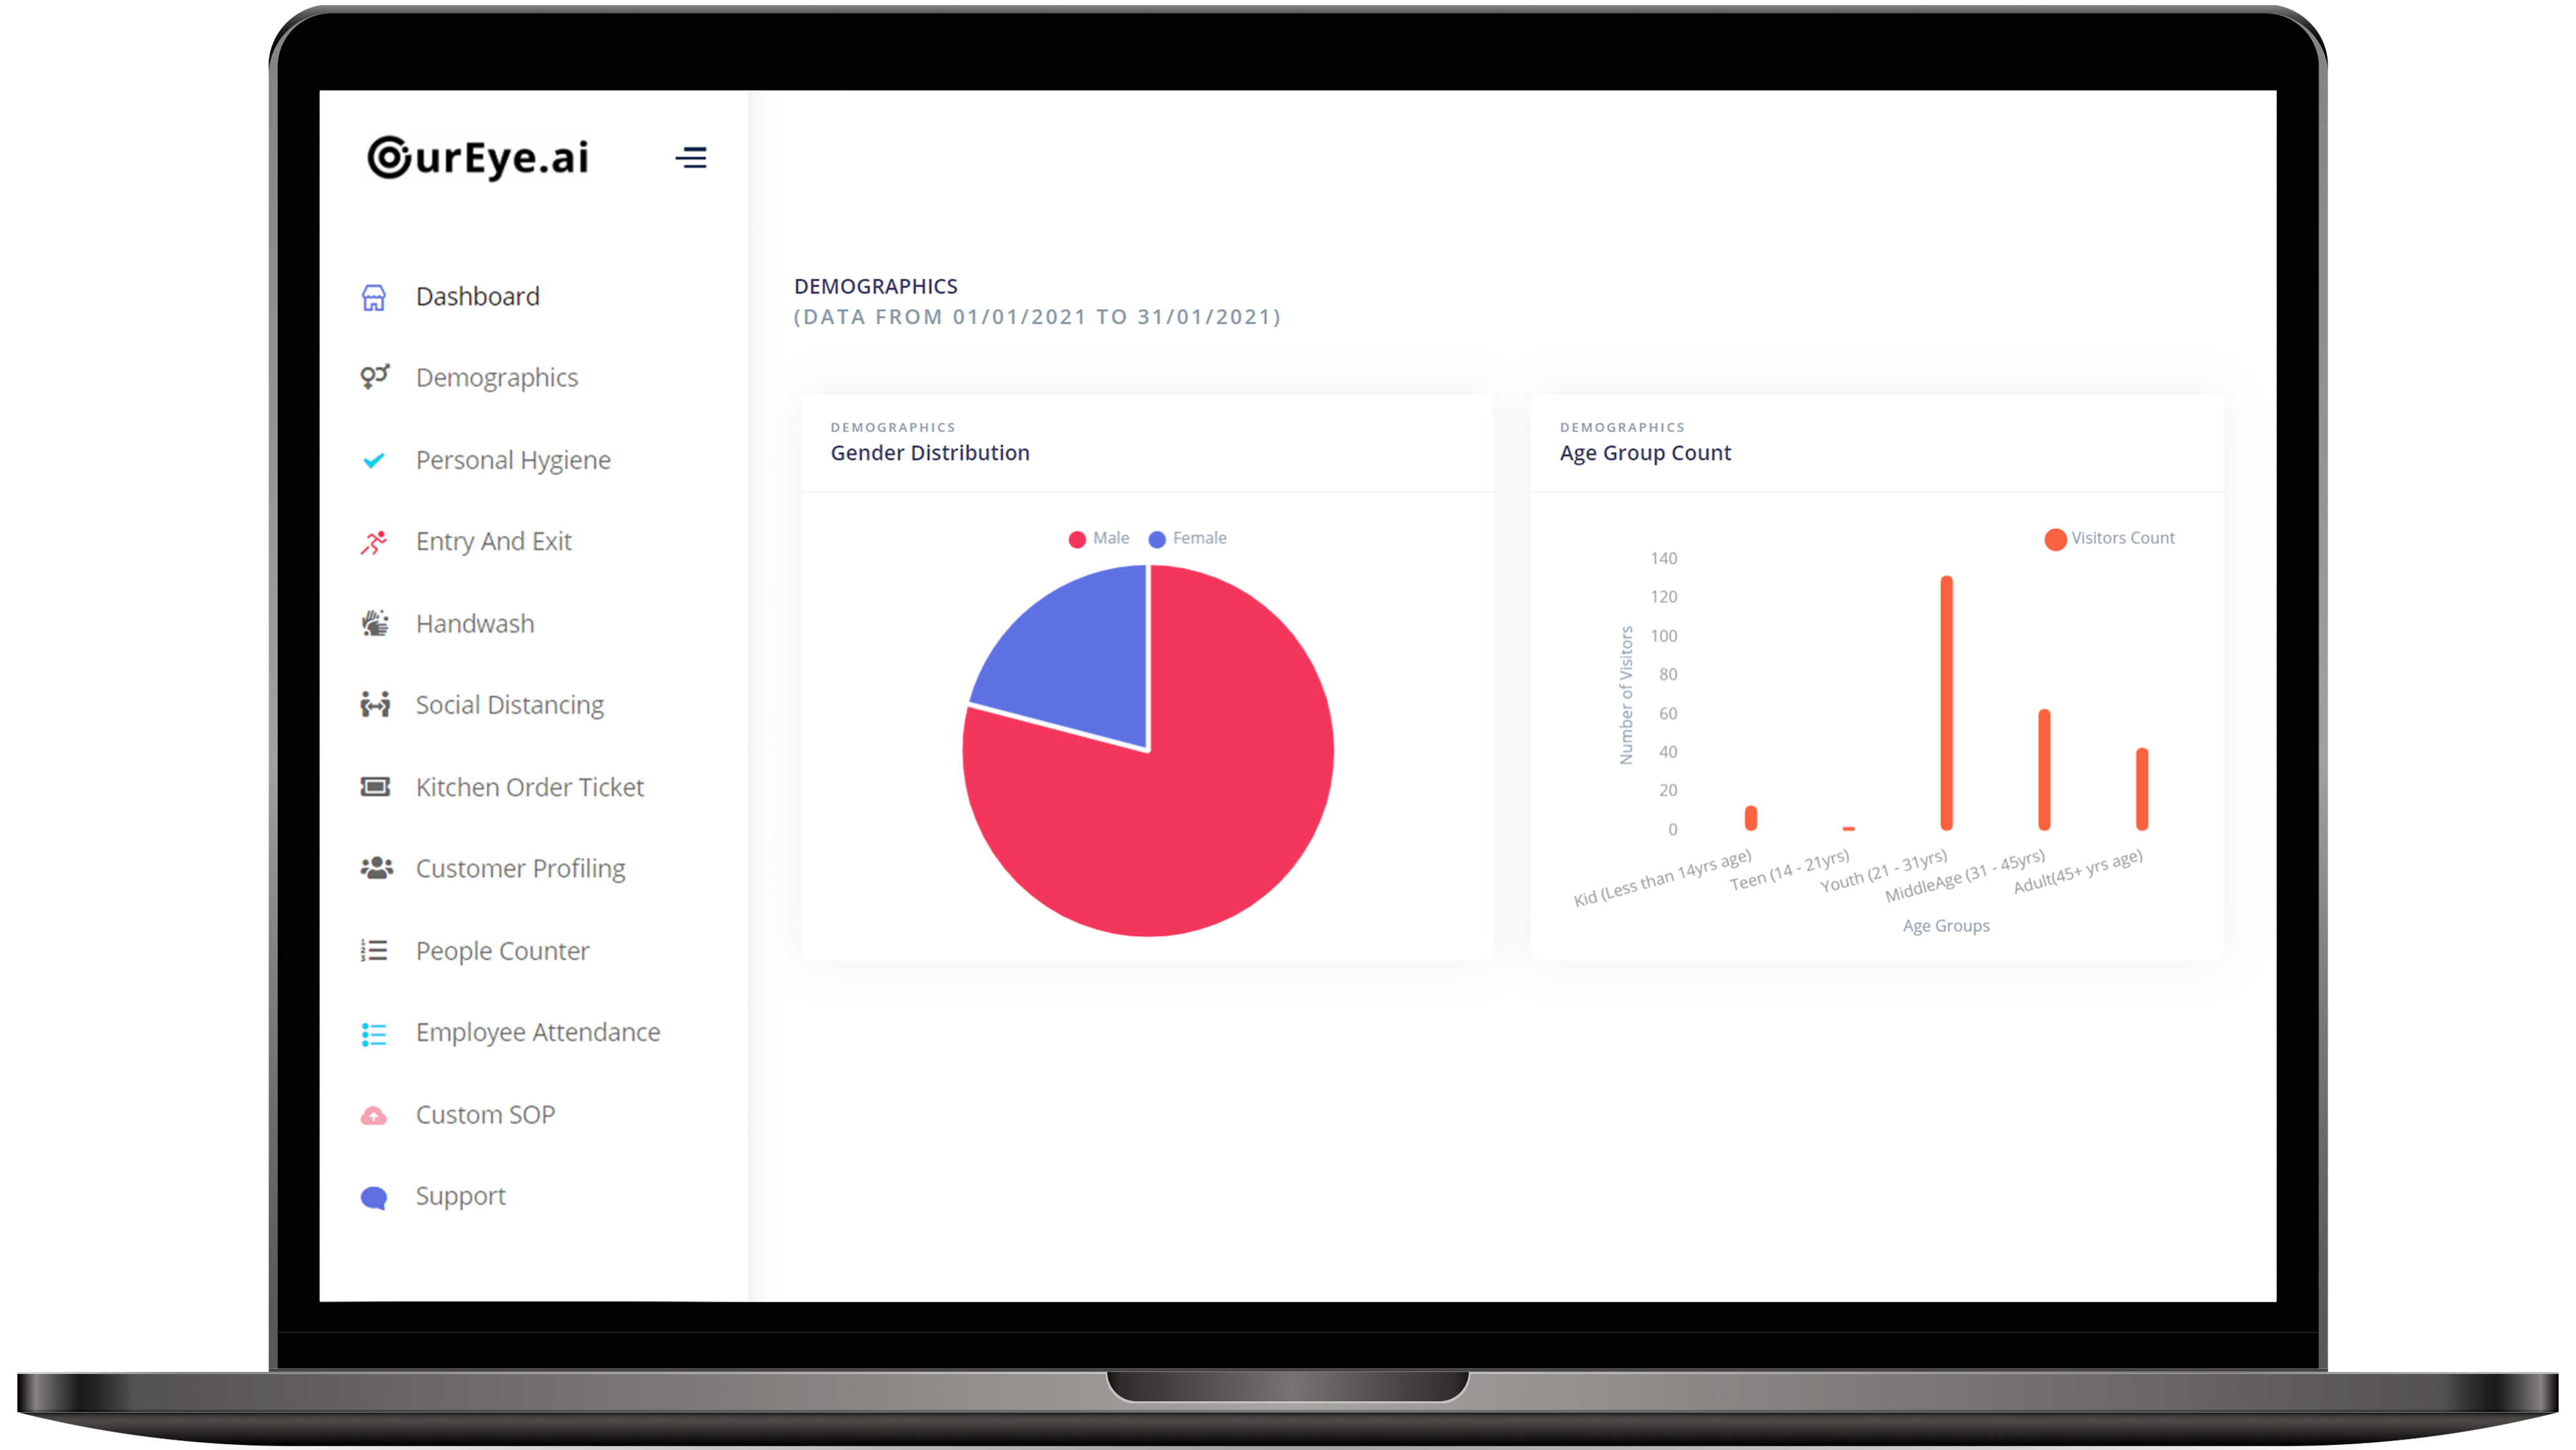 OurEye.ai
Dashboard
Demographics
Personal Hygiene
Entry And Exit
Handwash
Social Distancing
Kitchen Order Ticket
Customer Profiling
People Counter
Employee Attendance
Custom SOP
Support
DEMOGRAPHICS
(DATA FROM 01/01/2021 TO 31/01/2021)
DEMOGRAPHICS
Gender Distribution
Male Female
DEMOGRAPHICS
Age Group Count
Visitors Count
Number of Visitors
140
120
100
80
60
40
20
0
Kid (Less than 14yrs age)
Teen (14 - 21yrs)
Youth (21 - 31yrs)
MiddleAge (31 - 45yrs)
Adult(45+ yrs age)
Age Groups